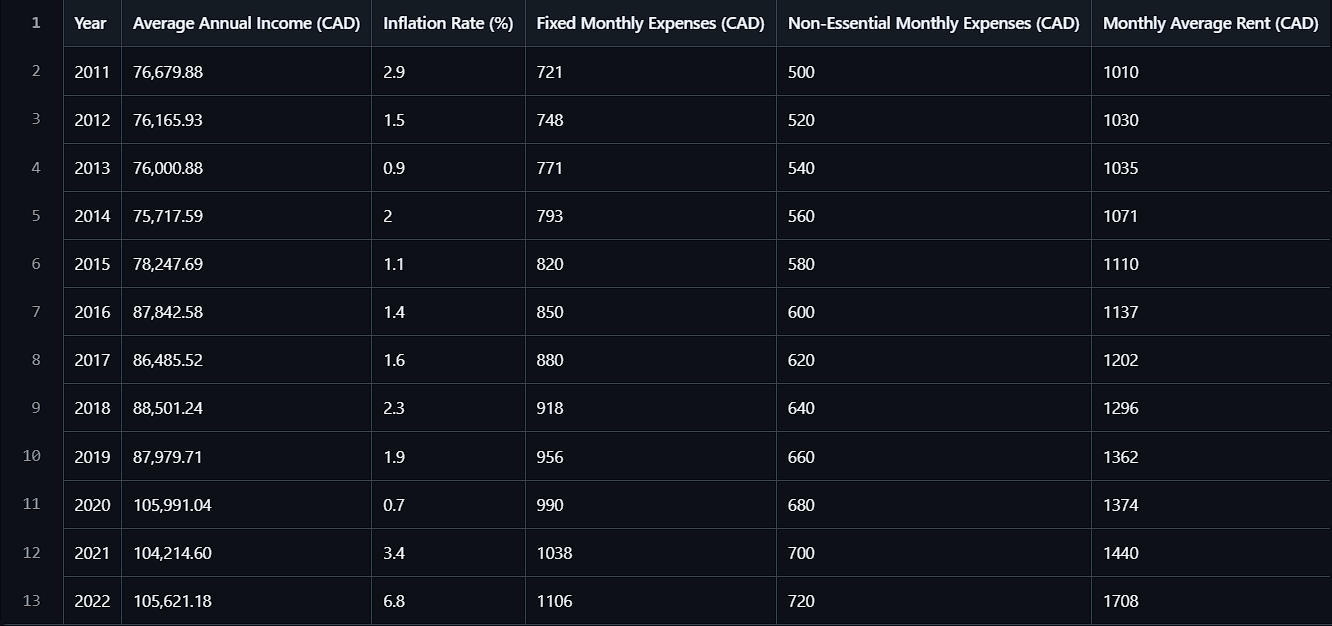 1 Year Average Annual Income (CAD) Inflation Rate (%) Fixed Monthly Expenses (CAD) Non-Essential Monthly Expenses (CAD) Monthly Average Rent (CAD)
2 2011 76,679.88 2.9 721 500 1010
3 2012 76,165.93 1.5 748 520 1030
4 2013 76,000.88 0.9 771 540 1035
5 2014 75,717.59 2 793 560 1071
6 2015 78,247.69 1.1 820 580 1110
7 2016 87,842.58 1.4 850 600 1137
8 2017 86,485.52 1.6 880 620 1202
9 2018 88,501.24 2.3 918 640 1296
10 2019 87,979.71 1.9 956 660 1362
11 2020 105,991.04 0.7 990 680 1374
12 2021 104,214.60 3.4 1038 700 1440
13 2022 105,621.18 6.8 1106 720 1708